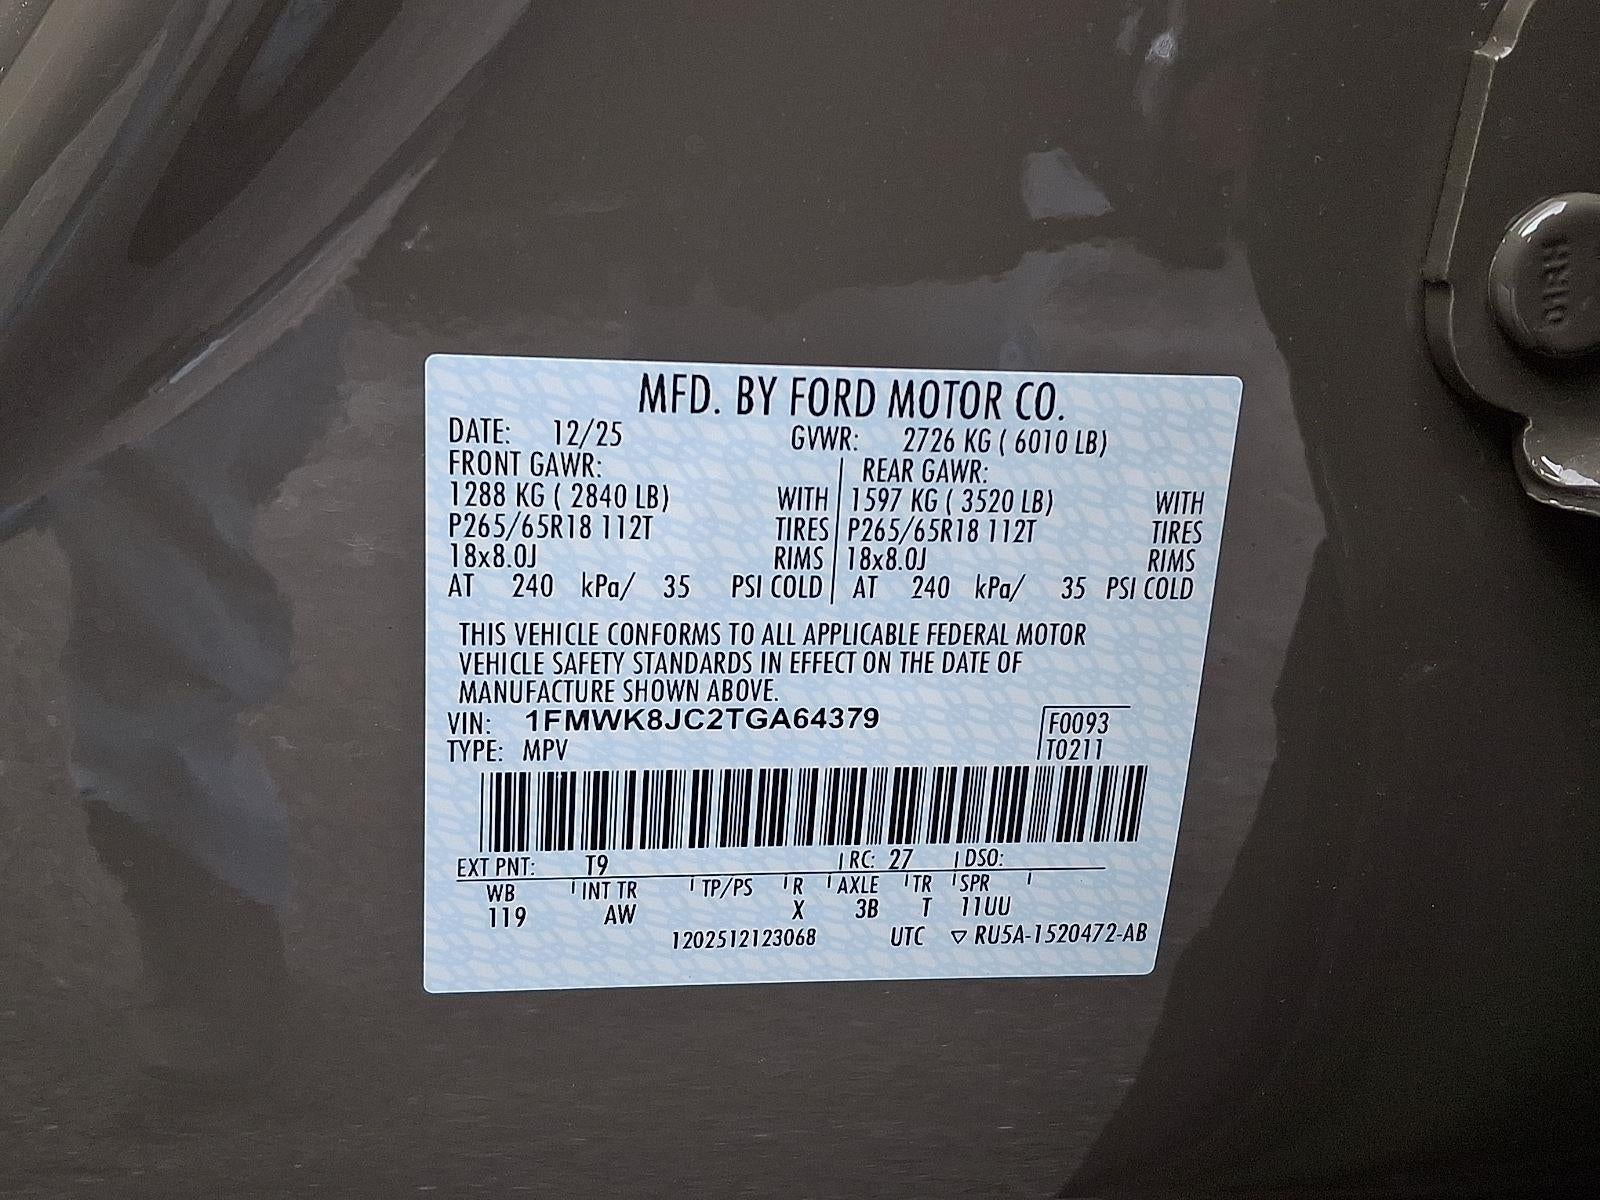 MFD. BY FORD MOTOR CO.
DATE: 12/25 GVWR: 2726 KG ( 6010 LB)
FRONT GAWR: REAR GAWR:
1288 KG ( 2840 LB) WITH 1597 KG ( 3520 LB) WITH
P265/65R18 112T TIRES P265/65R18 112T TIRES
18x8.0J RIMS 18x8.0J RIMS
AT 240 kPa/ 35 PSI COLD AT 240 kPa/ 35 PSI COLD
THIS VEHICLE CONFORMS TO ALL APPLICABLE FEDERAL MOTOR
VEHICLE SAFETY STANDARDS IN EFFECT ON THE DATE OF
MANUFACTURE SHOWN ABOVE.
VIN: 1FMWK8JC2TGA64379 F0093
TYPE: MPV T0211
EXT PNT: T9 RC: 27 DSO:
WB INT TR TP/PS R AXLE TR SPR
119 AW X 3B T 11UU
1202512123068 UTC ▽ RU5A-1520472-AB